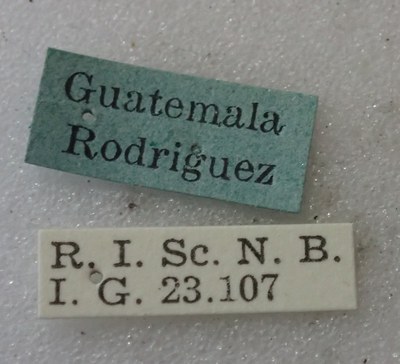 Guatemala
Rodriguez
R. I. Sc. N. B.
I. G. 23.107